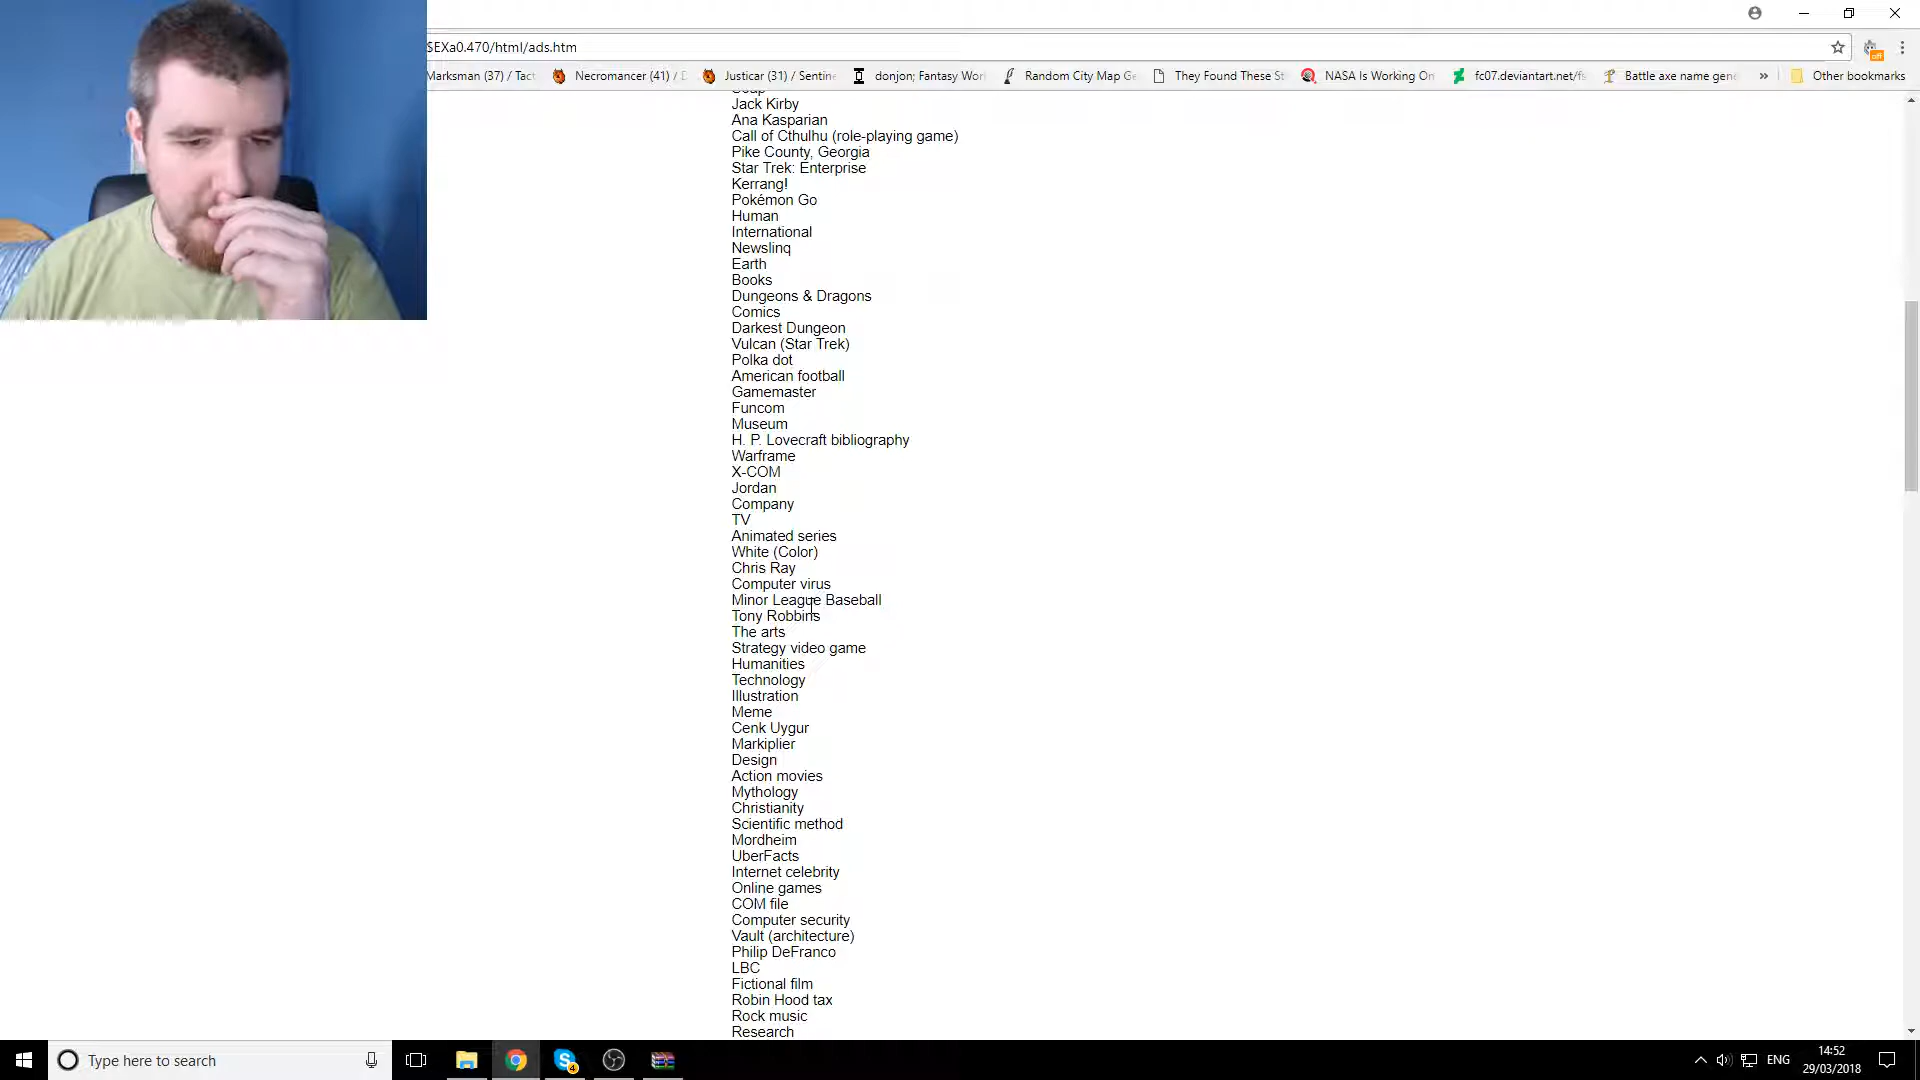 $EXa0.470/html/ads.htm
Marksman (37) / Tact
Necromancer (41) / D
Justicar (31) / Sentine
donjon; Fantasy Wor
Random City Map Ge
They Found These St
NASA Is Working On
fc07.deviantart.net/fs
Battle axe name gene
»
Other bookmarks
off
Soap
Jack Kirby
Ana Kasparian
Call of Cthulhu (role-playing game)
Pike County, Georgia
Star Trek: Enterprise
Kerrang!
Pokémon Go
Human
International
Newslinq
Earth
Books
Dungeons & Dragons
Comics
Darkest Dungeon
Vulcan (Star Trek)
Polka dot
American football
Gamemaster
Funcom
Museum
H. P. Lovecraft bibliography
Warframe
X-COM
Jordan
Company
TV
Animated series
White (Color)
Chris Ray
Computer virus
Minor League Baseball
Tony Robbins
The arts
Strategy video game
Humanities
Technology
Illustration
Meme
Cenk Uygur
Markiplier
Design
Action movies
Mythology
Christianity
Scientific method
Mordheim
UberFacts
Internet celebrity
Online games
COM file
Computer security
Vault (architecture)
Philip DeFranco
LBC
Fictional film
Robin Hood tax
Rock music
Research
Type here to search
4
ENG
14:52
29/03/2018